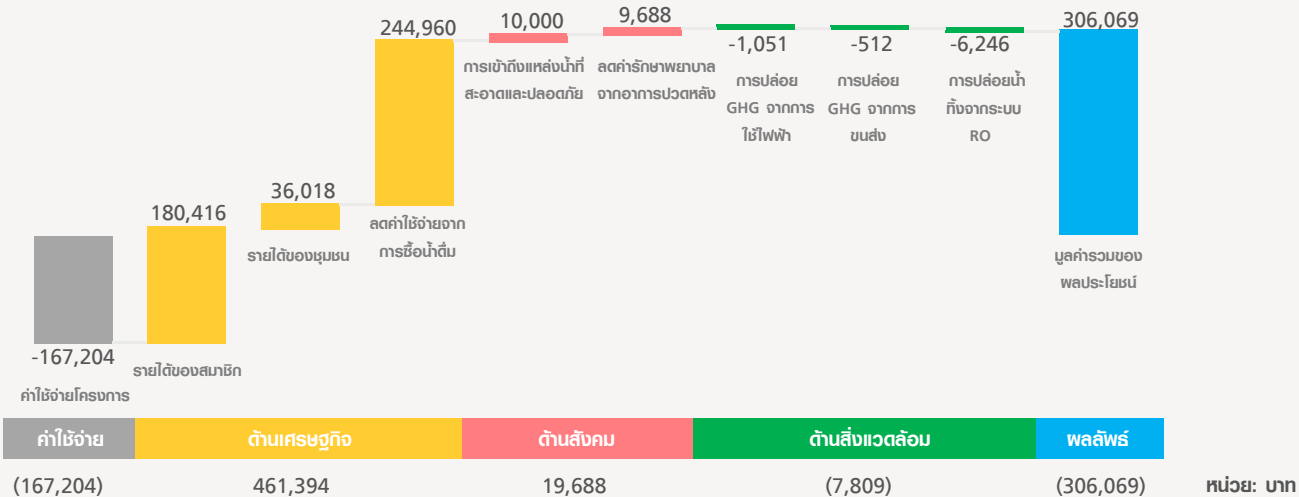 244,960
10,000
9,688
306,069
-1,051
-512
-6,246
การเข้าถึงแหล่งน้ำที่
สะอาดและปลอดภัย
ลดค่ารักษาพยาบาล
จากอาการปวดหลัง
การปล่อย
GHG จากการ
ใช้ไฟฟ้า
การปล่อย
GHG จากการ
ขนส่ง
การปล่อยน้ำ
ทิ้งจากระบบ
RO
180,416
36,018
รายได้ของชุมชน
ลดค่าใช้จ่ายจาก
การซื้อน้ำดื่ม
มูลค่ารวมของ
ผลประโยชน์
-167,204
ค่าใช้จ่ายโครงการ
รายได้ของสมาชิก
ค่าใช้จ่าย ด้านเศรษฐกิจ ด้านสังคม ด้านสิ่งแวดล้อม ผลลัพธ์
(167,204) 461,394 19,688 (7,809) (306,069) หน่วย: บาท